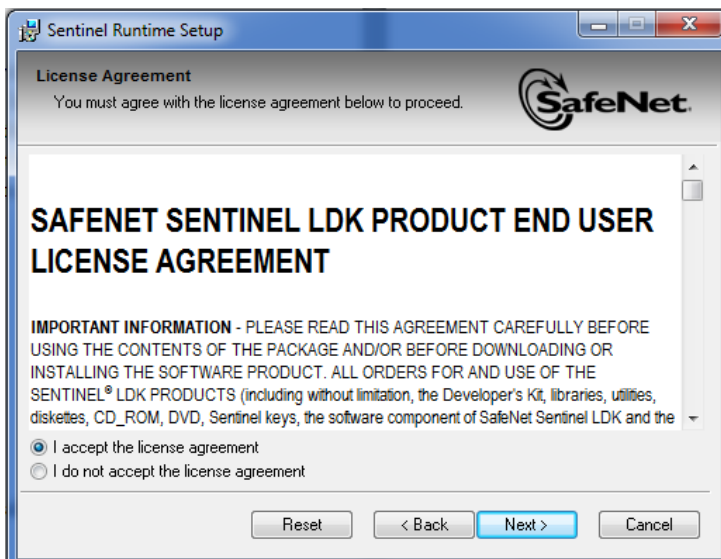 Sentinel Runtime Setup
License Agreement
You must agree with the license agreement below to proceed.
SafeNet.
SAFENET SENTINEL LDK PRODUCT END USER
LICENSE AGREEMENT
IMPORTANT INFORMATION - PLEASE READ THIS AGREEMENT CAREFULLY BEFORE
USING THE CONTENTS OF THE PACKAGE AND/OR BEFORE DOWNLOADING OR
INSTALLING THE SOFTWARE PRODUCT. ALL ORDERS FOR AND USE OF THE
SENTINEL® LDK PRODUCTS (including without limitation, the Developer's Kit, libraries, utilities,
diskettes, CD_ROM, DVD, Sentinel keys, the software component of SafeNet Sentinel LDK and the
I accept the license agreement
I do not accept the license agreement
Reset < Back Next > Cancel